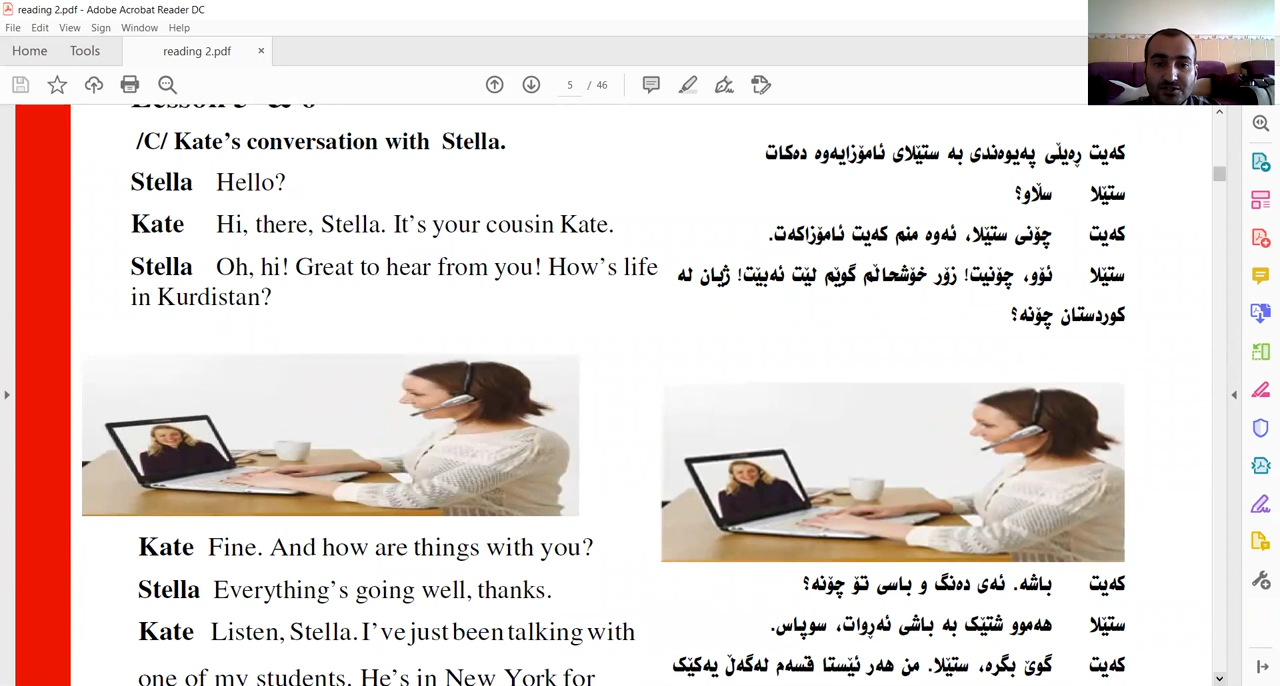 reading 2.pdf - Adobe Acrobat Reader DC
File Edit View Sign Window Help
Home Tools reading 2.pdf ×
5 / 46
/C/ Kate's conversation with Stella.
Stella Hello?
Kate Hi, there, Stella. It's your cousin Kate.
Stella Oh, hi! Great to hear from you! How's life
in Kurdistan?
Kate Fine. And how are things with you?
Stella Everything's going well, thanks.
Kate Listen, Stella. I've just been talking with
one of my students. He's in New York for
کەیت ڕەیڵی پەیوەندی بە ستێلای ئامۆزایەوە دەکات
ستێلا سڵاو؟
کەیت چۆنی ستێلا، ئەوە منم کەیت ئامۆزاکەت.
ستێلا ئۆو، چۆنیت! زۆر خۆشحاڵم گوێم لێت ئەبێت! ژیان لە
کوردستان چۆنە؟
کەیت باشە. ئەی دەنگ و باسی تۆ چۆنە؟
ستێلا هەموو شتێک بە باشی ئەڕوات، سوپاس.
کەیت گوێ بگرە، ستێلا. من هەر ئێستا قسەم لەگەڵ یەکێک